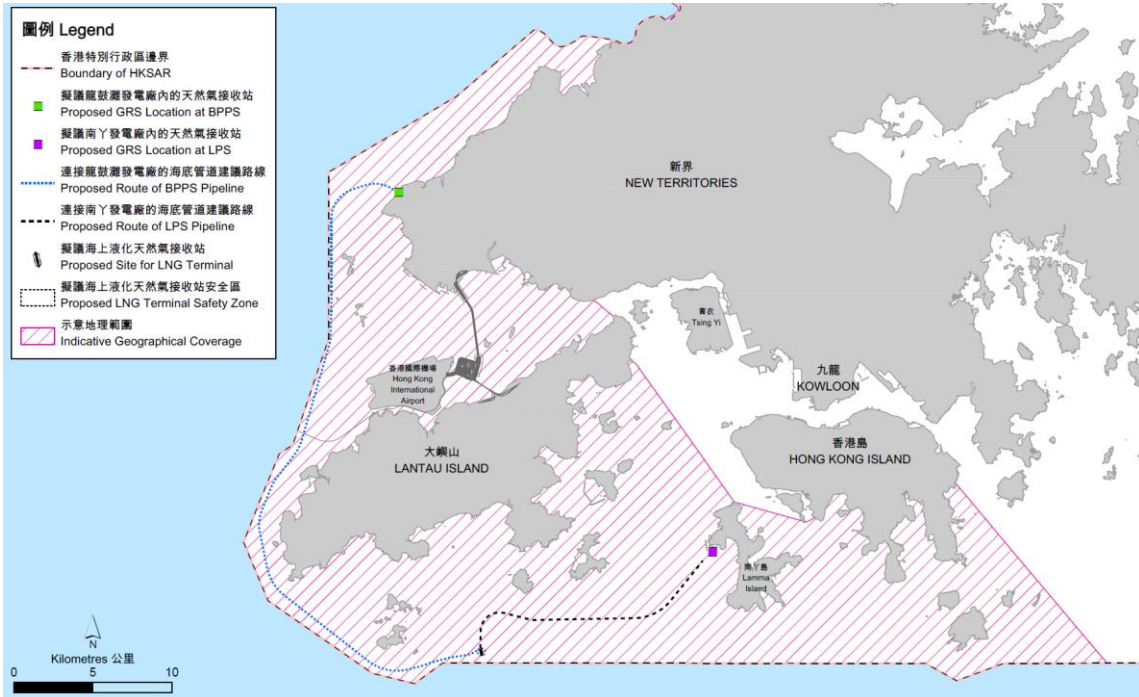 圖例 Legend
香港特別行政區邊界
Boundary of HKSAR
擬議龍鼓灘發電廠內的天然氣接收站
Proposed GRS Location at BPPS
擬議南丫發電廠內的天然氣接收站
Proposed GRS Location at LPS
連接龍鼓灘發電廠的海底管道建議路線
Proposed Route of BPPS Pipeline
連接南丫發電廠的海底管道建議路線
Proposed Route of LPS Pipeline
擬議海上液化天然氣接收站
Proposed Site for LNG Terminal
擬議海上液化天然氣接收站安全區
Proposed LNG Terminal Safety Zone
示意地理範圍
Indicative Geographical Coverage
新界
NEW TERRITORIES
青衣
Tsing Yi
香港國際機場
Hong Kong
International
Airport
九龍
KOWLOON
大嶼山
LANTAU ISLAND
香港島
HONG KONG ISLAND
南丫島
Lamma
Island
N
Kilometres 公里
0 5 10